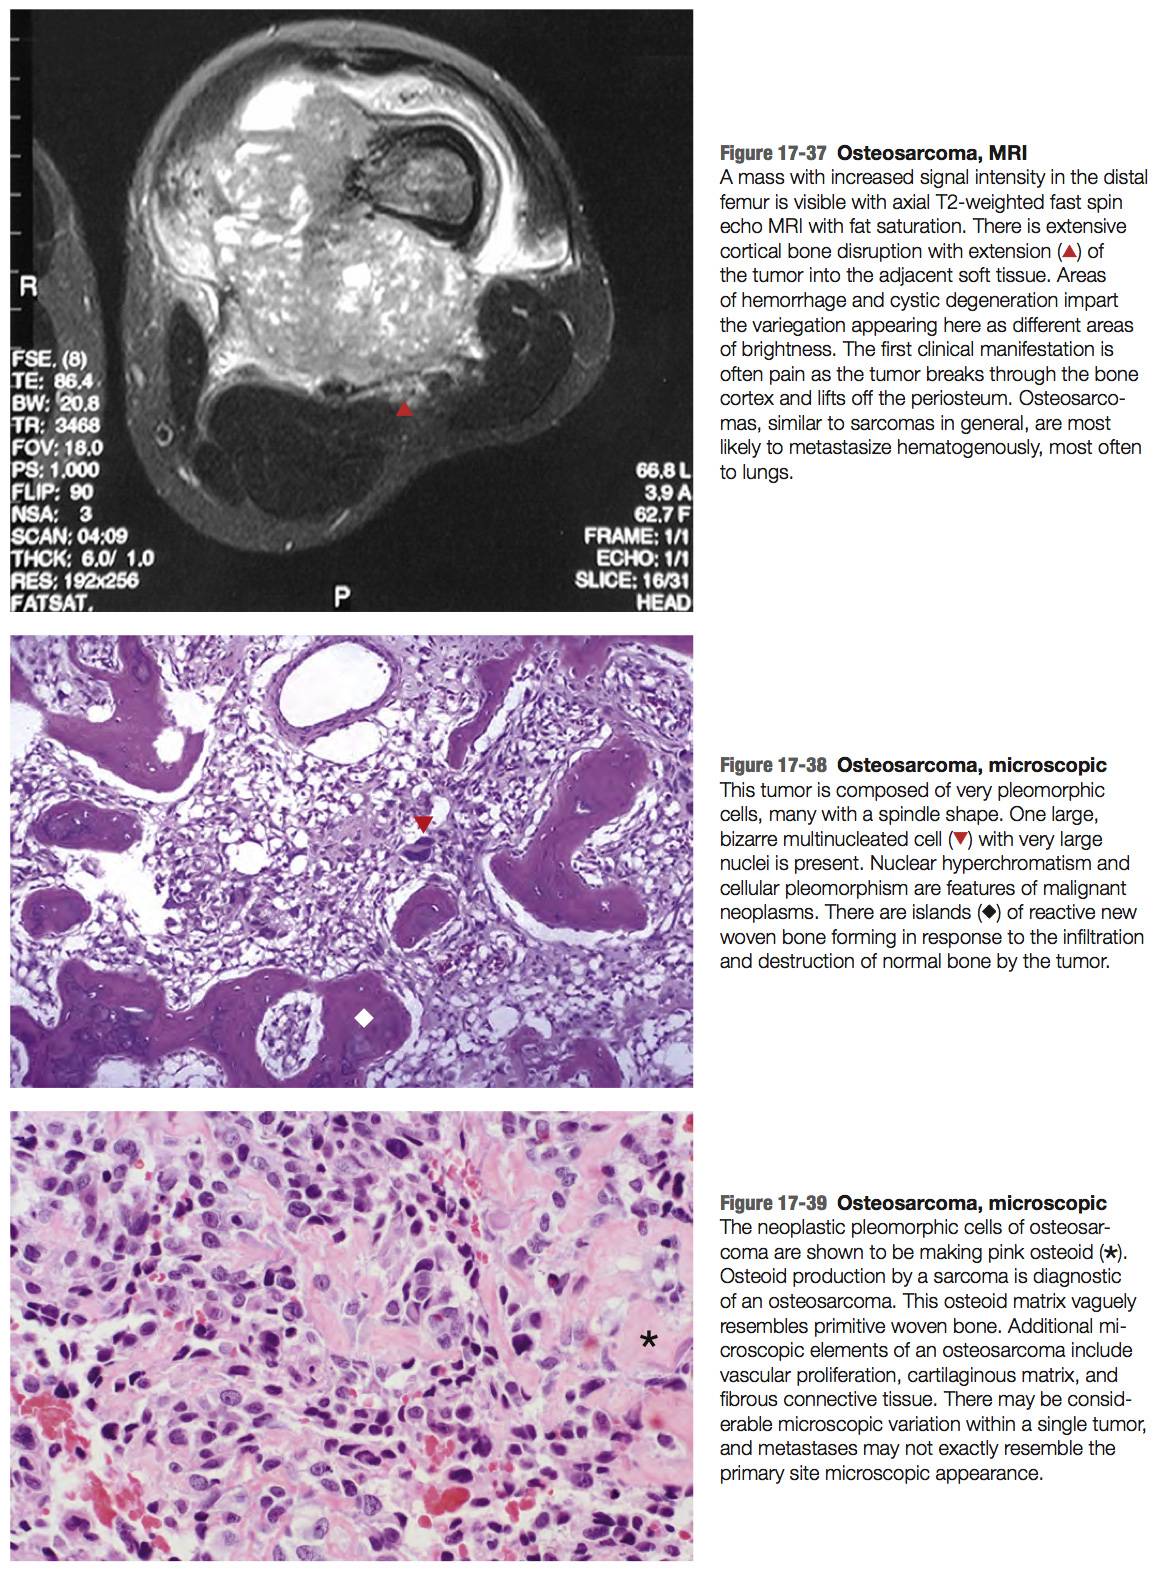 R
FSE. (8)
TE: 86.4
BW: 20.8
TR: 3468
FOV: 18.0
PS: 1.000
FLIP: 90
NSA: 3
SCAN: 04:09
THCK: 6.0/ 1.0
RES: 192x256
FATSAT.
P
66.8 L
3.9 A
62.7 F
FRAME: 1/1
ECHO: 1/1
SLICE: 16/31
HEAD
Figure 17-37 Osteosarcoma, MRI
A mass with increased signal intensity in the distal
femur is visible with axial T2-weighted fast spin
echo MRI with fat saturation. There is extensive
cortical bone disruption with extension (▲) of
the tumor into the adjacent soft tissue. Areas
of hemorrhage and cystic degeneration impart
the variegation appearing here as different areas
of brightness. The first clinical manifestation is
often pain as the tumor breaks through the bone
cortex and lifts off the periosteum. Osteosarco-
mas, similar to sarcomas in general, are most
likely to metastasize hematogenously, most often
to lungs.
Figure 17-38 Osteosarcoma, microscopic
This tumor is composed of very pleomorphic
cells, many with a spindle shape. One large,
bizarre multinucleated cell (▼) with very large
nuclei is present. Nuclear hyperchromatism and
cellular pleomorphism are features of malignant
neoplasms. There are islands (◆) of reactive new
woven bone forming in response to the infiltration
and destruction of normal bone by the tumor.
Figure 17-39 Osteosarcoma, microscopic
The neoplastic pleomorphic cells of osteosar-
coma are shown to be making pink osteoid (*).
Osteoid production by a sarcoma is diagnostic
of an osteosarcoma. This osteoid matrix vaguely
resembles primitive woven bone. Additional mi-
croscopic elements of an osteosarcoma include
vascular proliferation, cartilaginous matrix, and
fibrous connective tissue. There may be consid-
erable microscopic variation within a single tumor,
and metastases may not exactly resemble the
primary site microscopic appearance.